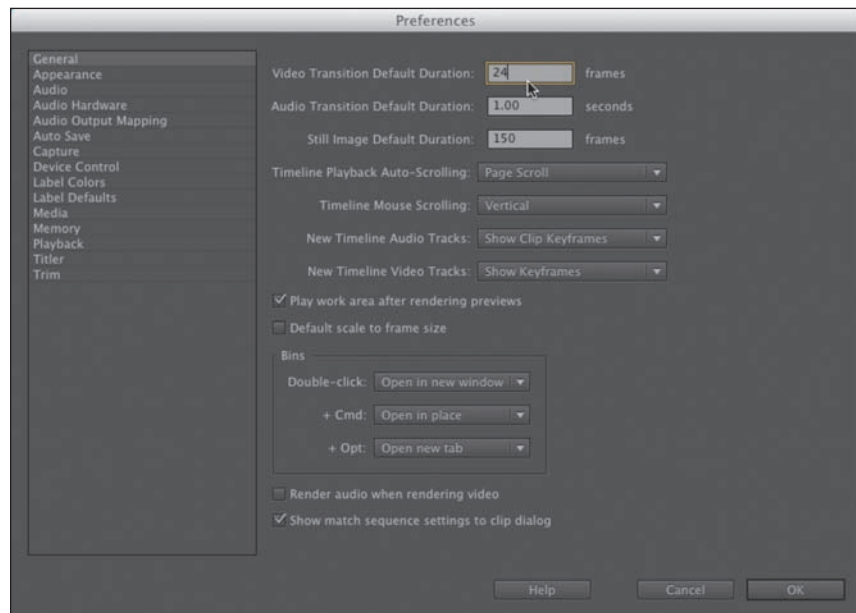 Preferences
General
Appearance
Audio
Audio Hardware
Audio Output Mapping
Auto Save
Capture
Device Control
Label Colors
Label Defaults
Media
Memory
Playback
Titler
Trim
Video Transition Default Duration: 24 frames
Audio Transition Default Duration: 1.00 seconds
Still Image Default Duration: 150 frames
Timeline Playback Auto-Scrolling: Page Scroll
Timeline Mouse Scrolling: Vertical
New Timeline Audio Tracks: Show Clip Keyframes
New Timeline Video Tracks: Show Keyframes
Play work area after rendering previews
Default scale to frame size
Bins
Double-click: Open in new window
+ Cmd: Open in place
+ Opt: Open new tab
Render audio when rendering video
Show match sequence settings to clip dialog
Help Cancel OK